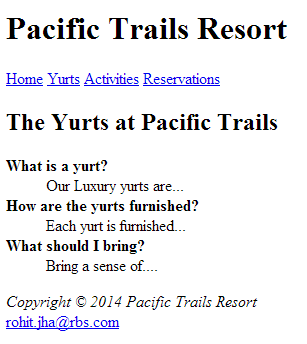 Pacific Trails Resort
Home Yurts Activities Reservations
The Yurts at Pacific Trails
What is a yurt?
Our Luxury yurts are...
How are the yurts furnished?
Each yurt is furnished...
What should I bring?
Bring a sense of....
Copyright © 2014 Pacific Trails Resort
rohit.jha@rbs.com